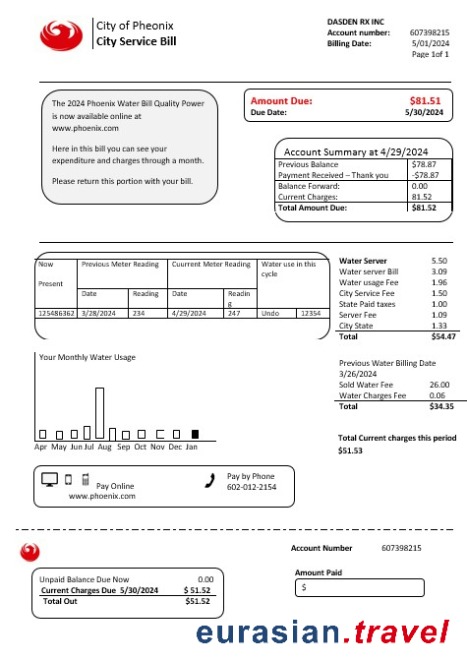 City of Pheonix
City Service Bill
DASDEN RX INC
Account number: 607398215
Billing Date: 5/01/2024
Page 1of 1
The 2024 Phoenix Water Bill Quality Power
is now available online at
www.phoenix.com
Here in this bill you can see your
expenditure and charges through a month.
Please return this portion with your bill.
Amount Due: $81.51
Due Date: 5/30/2024
Account Summary at 4/29/2024
Previous Balance $78.87
Payment Received – Thank you -$78.87
Balance Forward: 0.00
Current Charges: 81.52
Total Amount Due: $81.52
Now Previous Meter Reading Cuurrent Meter Reading Water use in this
cycle
Present
Date Reading Date Readin
g
125486362 3/28/2024 234 4/29/2024 247 Undo 12354
Water Server 5.50
Water server Bill 3.09
Water usage Fee 1.96
City Service Fee 1.50
State Paid taxes 1.00
Server Fee 1.09
City State 1.33
Total $54.47
Your Monthly Water Usage
Apr May Jun Jul Aug Sep Oct Nov Dec Jan
Previous Water Billing Date
3/26/2024
Sold Water Fee 26.00
Water Charges Fee 0.06
Total $34.35
Total Current charges this period
$51.53
Pay Online
www.phoenix.com
Pay by Phone
602-012-2154
Account Number 607398215
Unpaid Balance Due Now 0.00
Current Charges Due 5/30/2024 $ 51.52
Total Out $51.52
Amount Paid
$
eurasian.travel